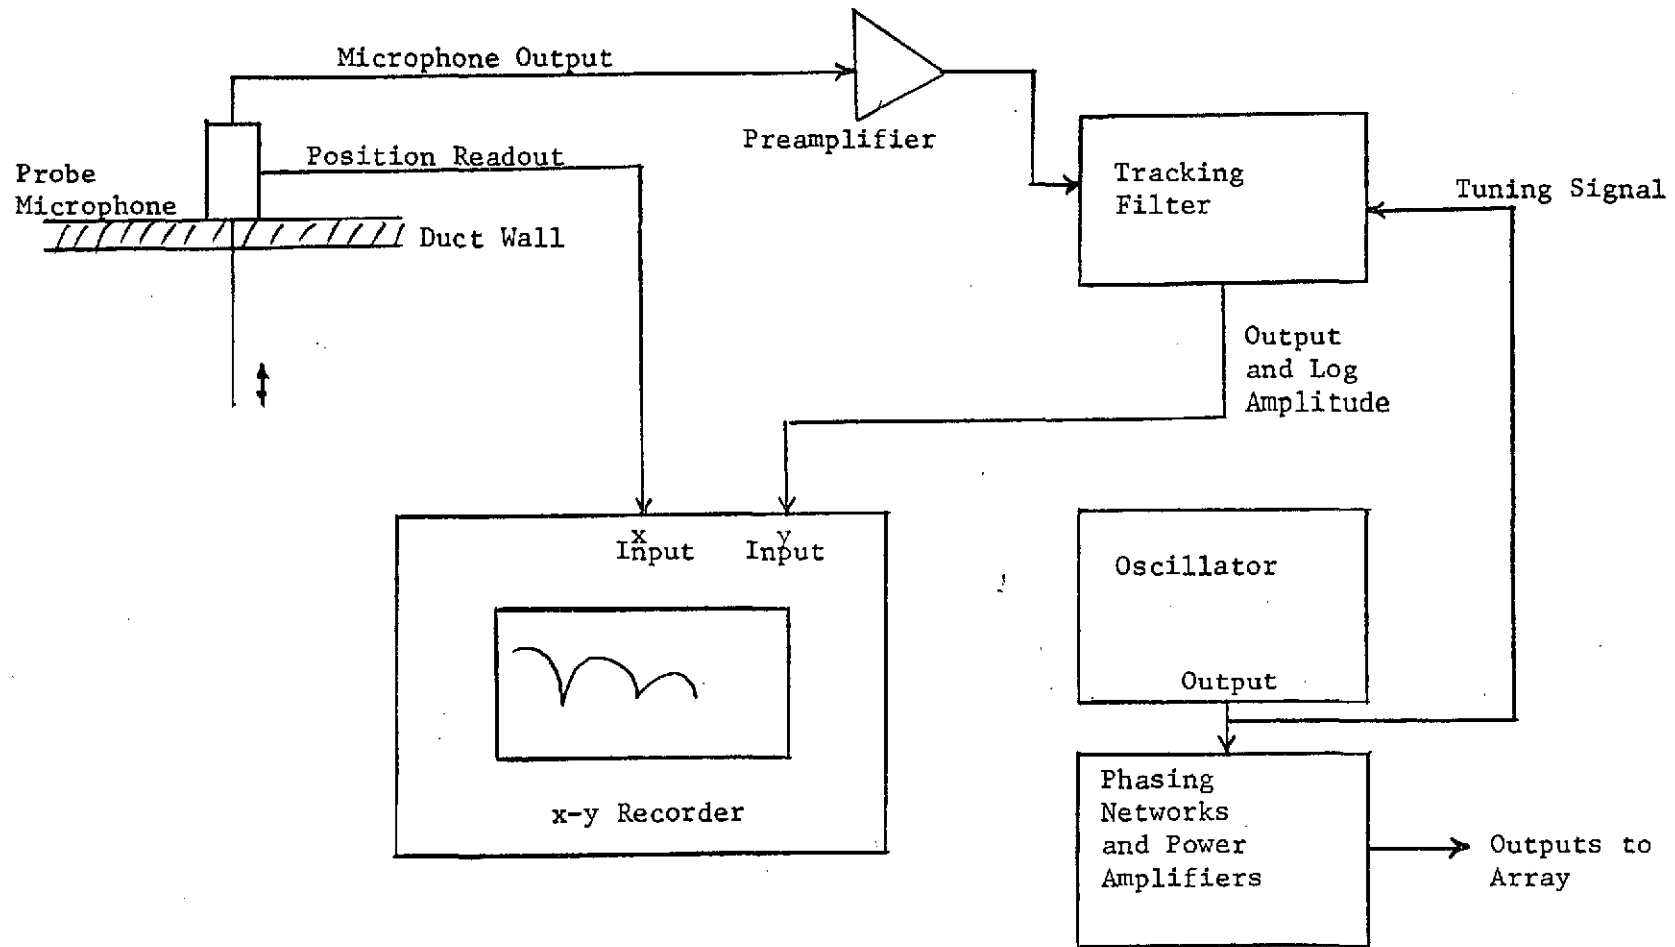 Microphone Output
Preamplifier
Position Readout
Probe
Microphone
Duct Wall
Tracking
Filter
Tuning Signal
Output
and Log
Amplitude
x
Input
y
Input
x-y Recorder
Oscillator
Output
Phasing
Networks
and Power
Amplifiers
Outputs to
Array